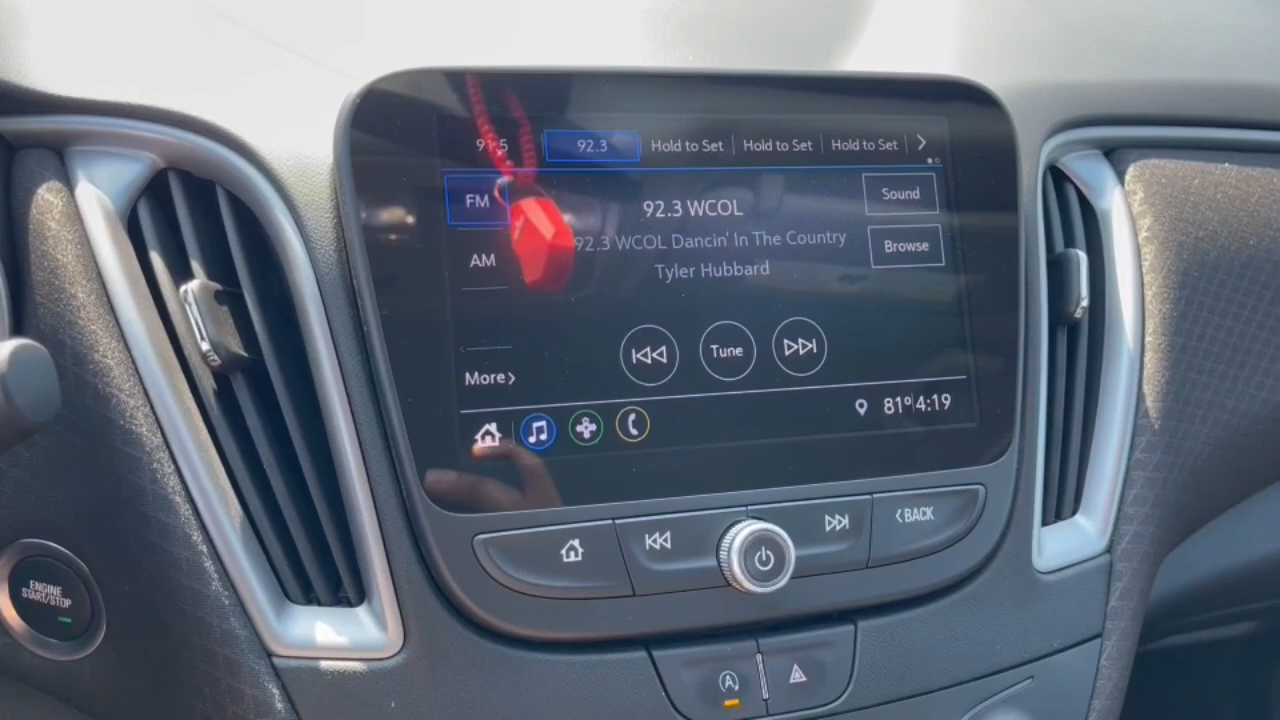 91.5 92.3 Hold to Set Hold to Set Hold to Set
FM
AM
More
92.3 WCOL
92.3 WCOL Dancin' In The Country
Tyler Hubbard
Sound
Browse
Tune
81° 4:19
BACK
ENGINE
START/STOP
A